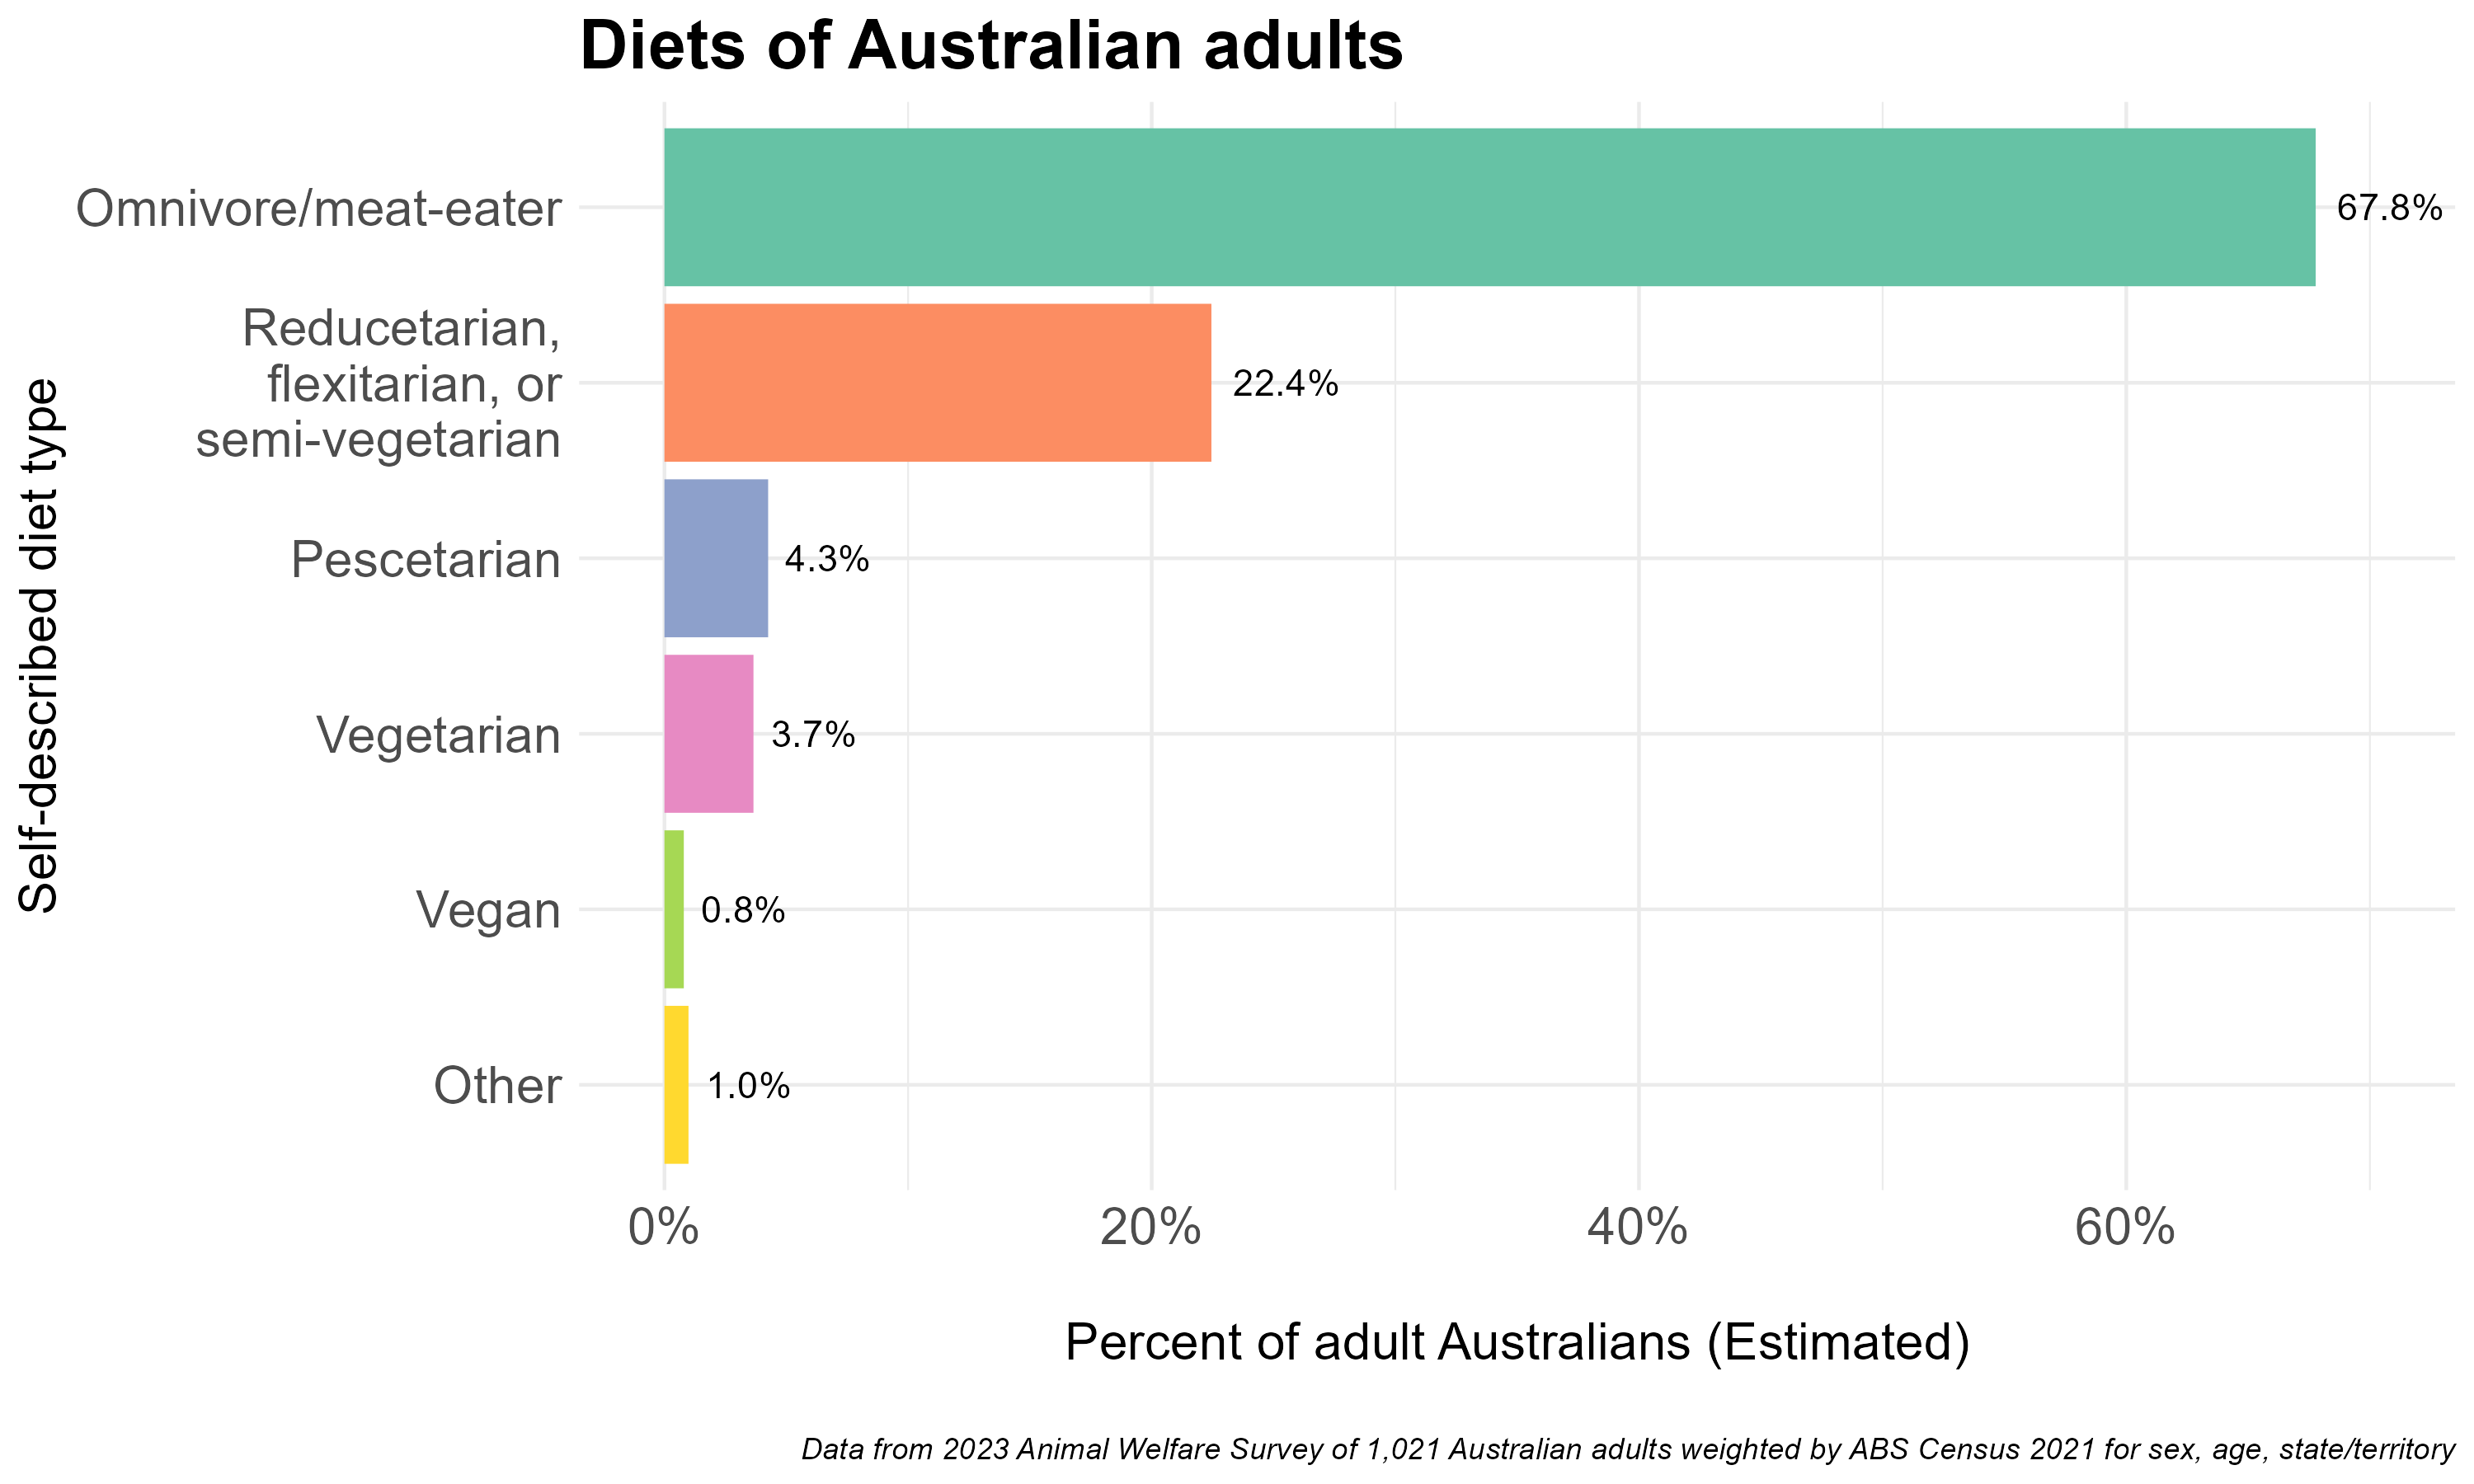 Diets of Australian adults
Self-described diet type
Omnivore/meat-eater
67.8%
Reducetarian,
flexitarian, or
semi-vegetarian
22.4%
Pescetarian
4.3%
Vegetarian
3.7%
Vegan
0.8%
Other
1.0%
0%
20%
40%
60%
Percent of adult Australians (Estimated)
Data from 2023 Animal Welfare Survey of 1,021 Australian adults weighted by ABS Census 2021 for sex, age, state/territory